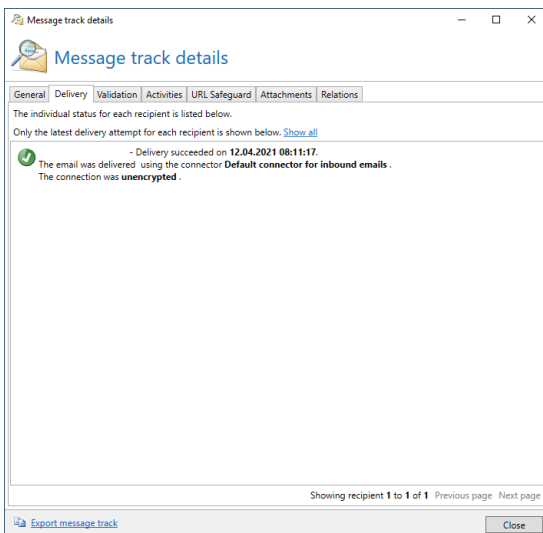 Message track details
Message track details
General Delivery Validation Activities URL Safeguard Attachments Relations
The individual status for each recipient is listed below.
Only the latest delivery attempt for each recipient is shown below. Show all
- Delivery succeeded on 12.04.2021 08:11:17.
The email was delivered using the connector Default connector for inbound emails .
The connection was unencrypted .
Showing recipient 1 to 1 of 1 Previous page Next page
Export message track
Close